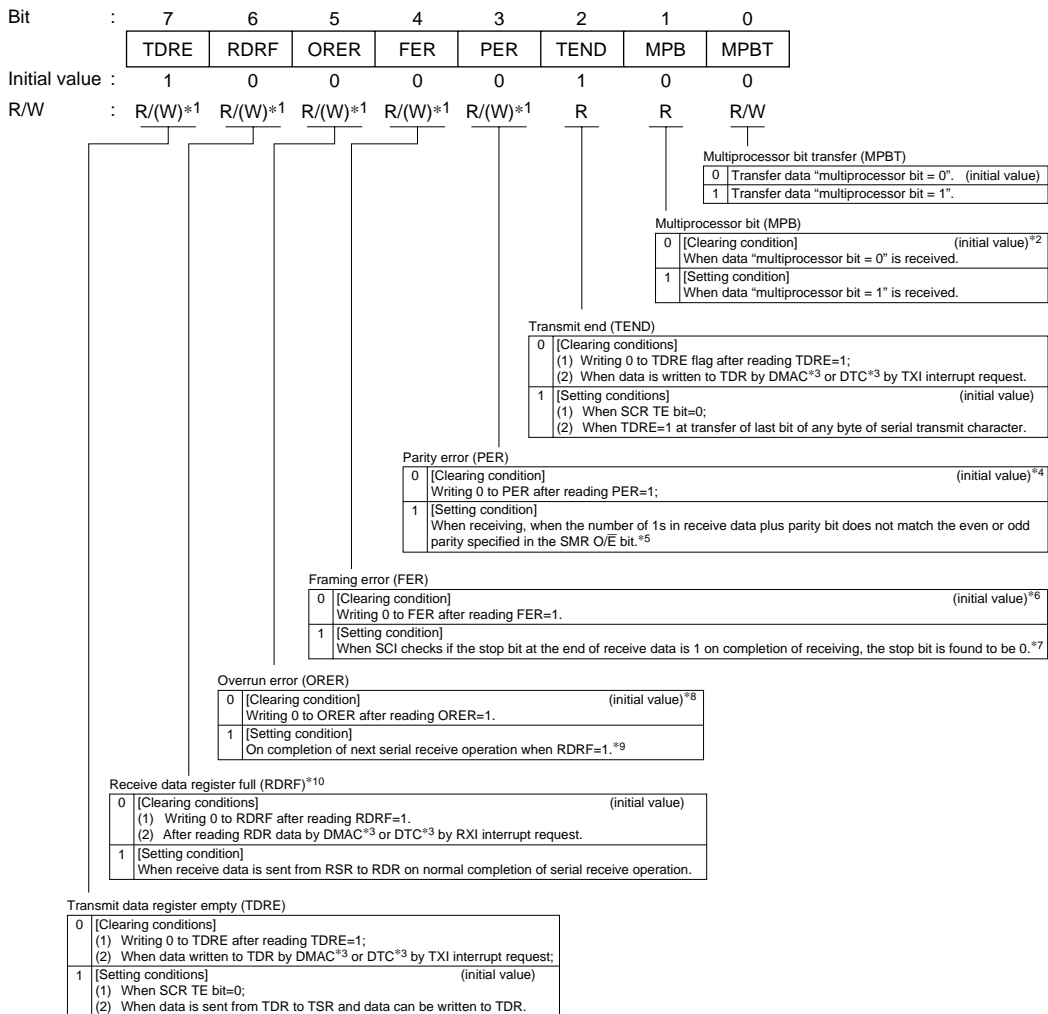 Bit : 7 6 5 4 3 2 1 0
TDRE RDRF ORER FER PER TEND MPB MPBT
Initial value : 1 0 0 0 0 1 0 0
R/W : R/(W)*1 R/(W)*1 R/(W)*1 R/(W)*1 R/(W)*1 R R R/W
Multiprocessor bit transfer (MPBT)
0 Transfer data “multiprocessor bit = 0”. (initial value)
1 Transfer data “multiprocessor bit = 1”.
Multiprocessor bit (MPB)
0 [Clearing condition] (initial value)*2
When data “multiprocessor bit = 0” is received.
1 [Setting condition]
When data “multiprocessor bit = 1” is received.
Transmit end (TEND)
0 [Clearing conditions]
(1) Writing 0 to TDRE flag after reading TDRE=1;
(2) When data is written to TDR by DMAC*3 or DTC*3 by TXI interrupt request.
1 [Setting conditions] (initial value)
(1) When SCR TE bit=0;
(2) When TDRE=1 at transfer of last bit of any byte of serial transmit character.
Parity error (PER)
0 [Clearing condition] (initial value)*4
Writing 0 to PER after reading PER=1;
1 [Setting condition]
When receiving, when the number of 1s in receive data plus parity bit does not match the even or odd
parity specified in the SMR O/E̅ bit.*5
Framing error (FER)
0 [Clearing condition] (initial value)*6
Writing 0 to FER after reading FER=1.
1 [Setting condition]
When SCI checks if the stop bit at the end of receive data is 1 on completion of receiving, the stop bit is found to be 0.*7
Overrun error (ORER)
0 [Clearing condition] (initial value)*8
Writing 0 to ORER after reading ORER=1.
1 [Setting condition]
On completion of next serial receive operation when RDRF=1.*9
Receive data register full (RDRF)*10
0 [Clearing conditions] (initial value)
(1) Writing 0 to RDRF after reading RDRF=1.
(2) After reading RDR data by DMAC*3 or DTC*3 by RXI interrupt request.
1 [Setting condition]
When receive data is sent from RSR to RDR on normal completion of serial receive operation.
Transmit data register empty (TDRE)
0 [Clearing conditions]
(1) Writing 0 to TDRE after reading TDRE=1;
(2) When data written to TDR by DMAC*3 or DTC*3 by TXI interrupt request;
1 [Setting conditions] (initial value)
(1) When SCR TE bit=0;
(2) When data is sent from TDR to TSR and data can be written to TDR.